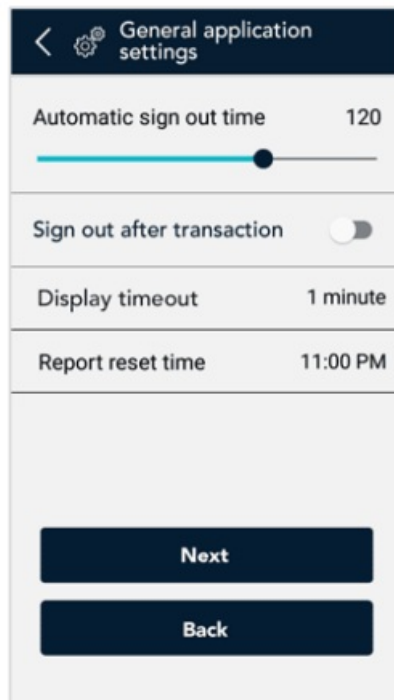 General application
settings
Automatic sign out time 120
Sign out after transaction
Display timeout 1 minute
Report reset time 11:00 PM
Next
Back